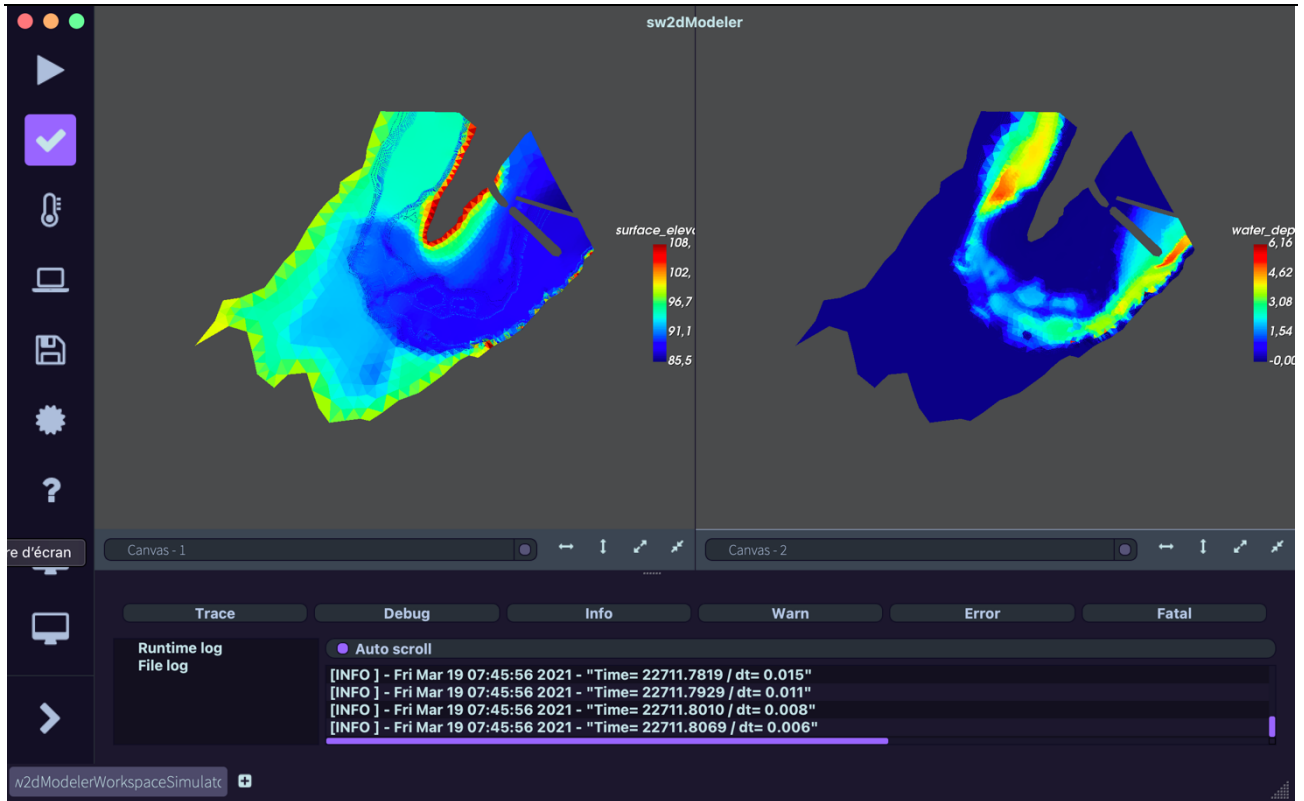 sw2dModeler
surface_elev
108,
102,
96,7
91,1
85,5
water_dep
6,16
4,62
3,08
1,54
-0,00
?
re d'écran
Canvas - 1
Canvas - 2
Trace
Debug
Info
Warn
Error
Fatal
Runtime log
File log
Auto scroll
[INFO ] - Fri Mar 19 07:45:56 2021 - "Time= 22711.7819 / dt= 0.015"
[INFO ] - Fri Mar 19 07:45:56 2021 - "Time= 22711.7929 / dt= 0.011"
[INFO ] - Fri Mar 19 07:45:56 2021 - "Time= 22711.8010 / dt= 0.008"
[INFO ] - Fri Mar 19 07:45:56 2021 - "Time= 22711.8069 / dt= 0.006"
w2dModelerWorkspaceSimulat